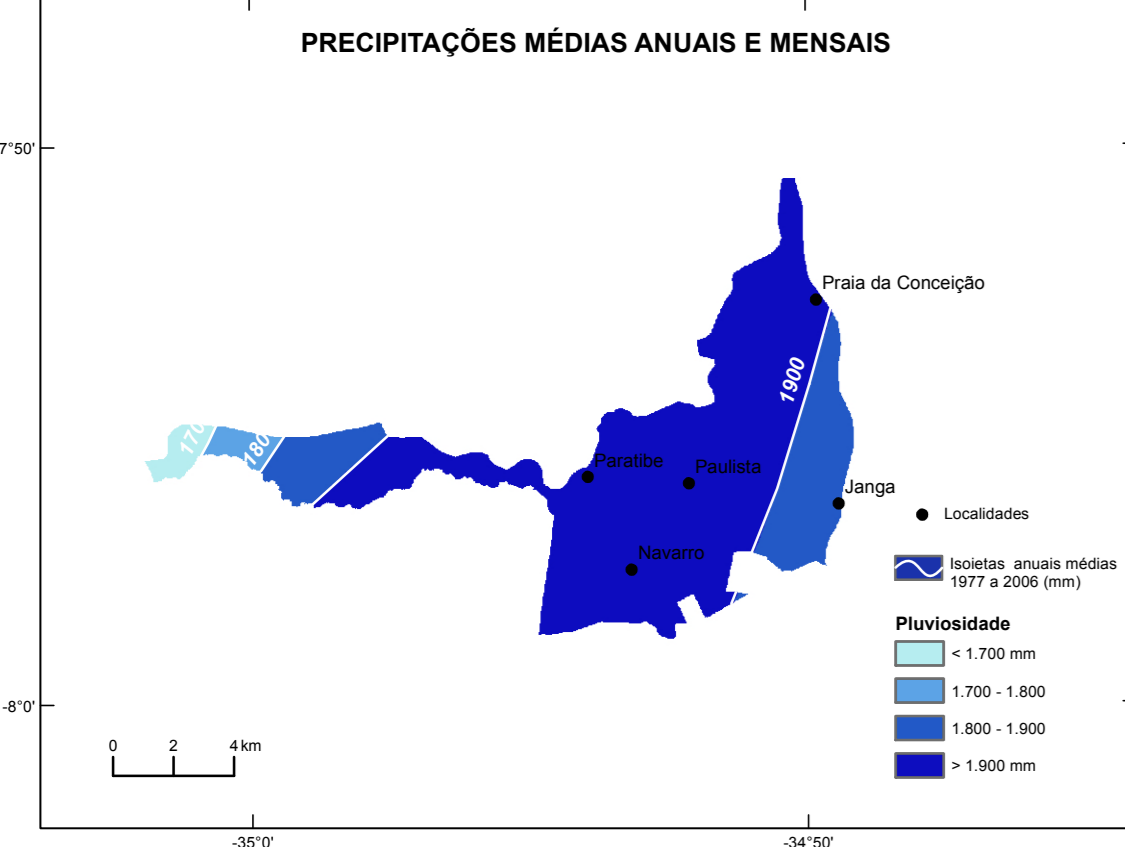 PRECIPITAÇÕES MÉDIAS ANUAIS E MENSAIS
7°50'
Praia da Conceição
1900
170
180
Paratibe
Paulista
Janga
Navarro
Localidades
Isoietas anuais médias
1977 a 2006 (mm)
Pluviosidade
< 1.700 mm
1.700 - 1.800
1.800 - 1.900
> 1.900 mm
-8°0'
0 2 4 km
-35°0'
-34°50'